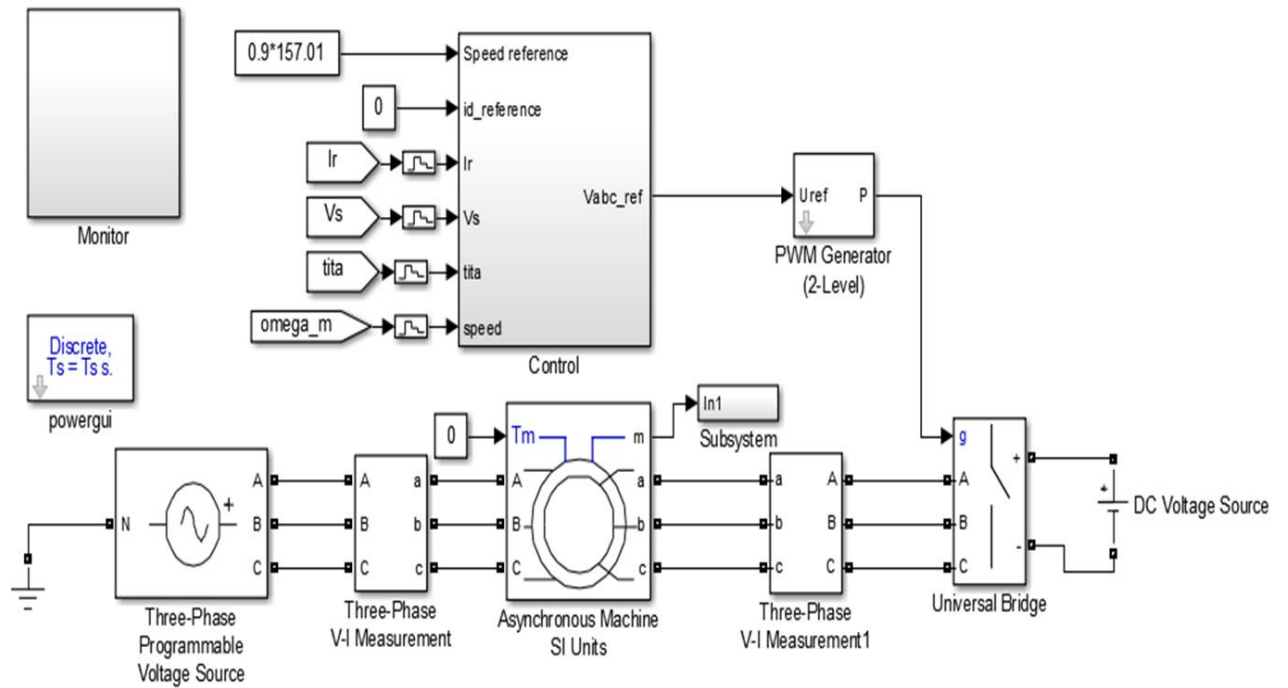 Monitor
0.9*157.01
0
Ir
Vs
tita
omega_m
Speed reference
id_reference
Ir
Vs
tita
speed
Vabc_ref
Control
Uref P
PWM Generator
(2-Level)
Discrete,
Ts = Ts s.
powergui
N
+
A
B
C
Three-Phase
Programmable
Voltage Source
A a
B b
C c
Three-Phase
V-I Measurement
0
Tm m
A a
B b
C c
Asynchronous Machine
SI Units
In1
Subsystem
a A
b B
c C
Three-Phase
V-I Measurement1
g
A
B
C
+
-
Universal Bridge
+
DC Voltage Source